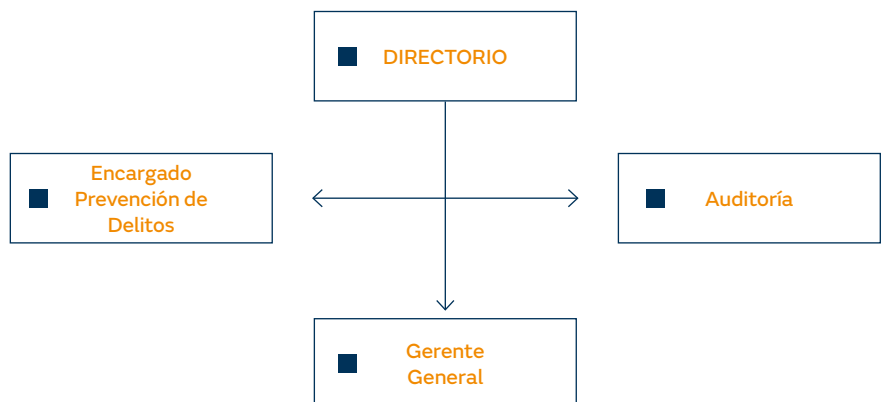 DIRECTORIO
Encargado
Prevención de
Delitos
Auditoría
Gerente
General